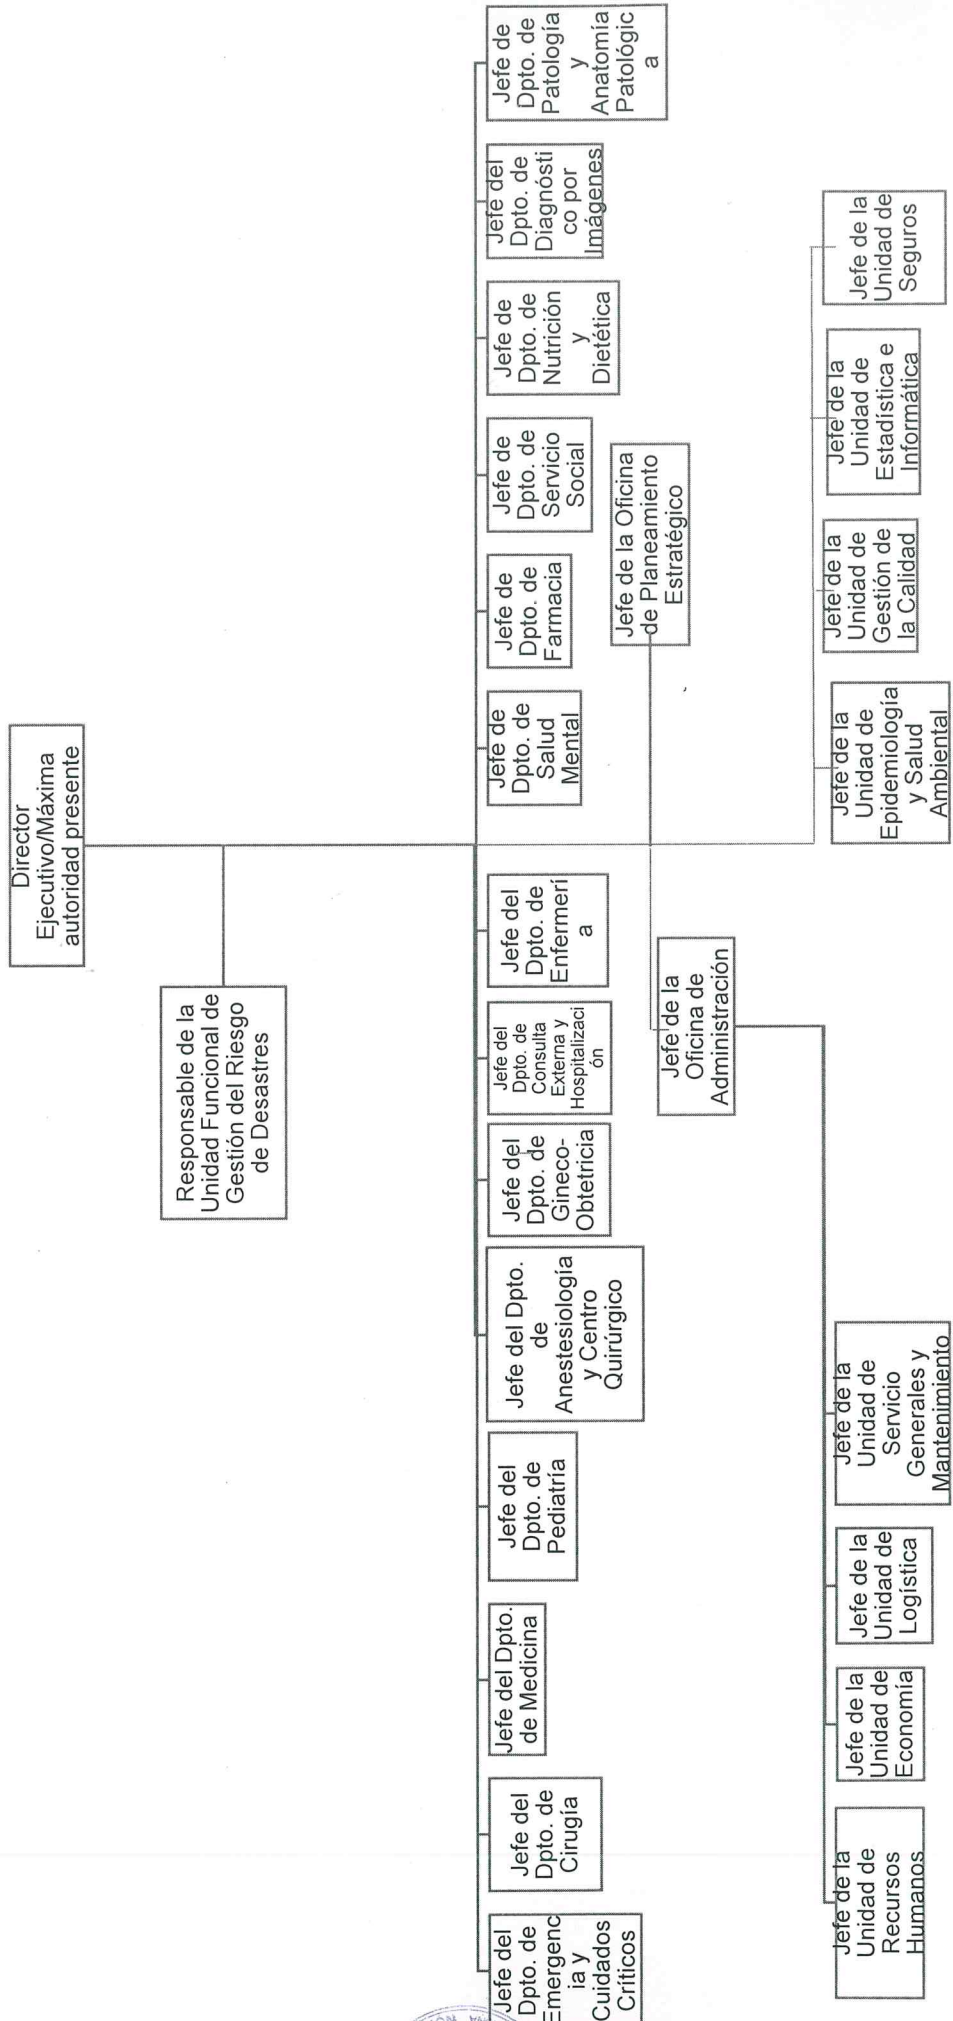 Director
Ejecutivo/Máxima
autoridad presente
Responsable de la
Unidad Funcional de
Gestión del Riesgo
de Desastres
Jefe del
Dpto. de
Emergenc
ia y
Cuidados
Críticos
Jefe del
Dpto. de
Cirugía
Jefe del Dpto.
de Medicina
Jefe del
Dpto. de
Pediatría
Jefe del Dpto.
de
Anestesiología
y Centro
Quirúrgico
Jefe del
Dpto. de
Gineco-
Obtetricia
Jefe del
Dpto. de
Consulta
Externa y
Hospitalizaci
ón
Jefe del
Dpto. de
Enfermerí
a
Jefe de
Dpto. de
Salud
Mental
Jefe de
Dpto. de
Farmacia
Jefe de
Dpto. de
Servicio
Social
Jefe de
Dpto. de
Nutrición
y
Dietética
Jefe del
Dpto. de
Diagnósti
co por
Imágenes
Jefe de
Dpto. de
Patología
y
Anatomía
Patológic
a
Jefe de la
Oficina de
Administración
Jefe de la Oficina
de Planeamiento
Estratégico
Jefe de la
Unidad de
Recursos
Humanos
Jefe de la
Unidad de
Economía
Jefe de la
Unidad de
Logística
Jefe de la
Unidad de
Servicio
Generales y
Mantenimiento
Jefe de la
Unidad de
Epidemiología
y Salud
Ambiental
Jefe de la
Unidad de
Gestión de
la Calidad
Jefe de la
Unidad de
Estadística e
Informática
Jefe de la
Unidad de
Seguros